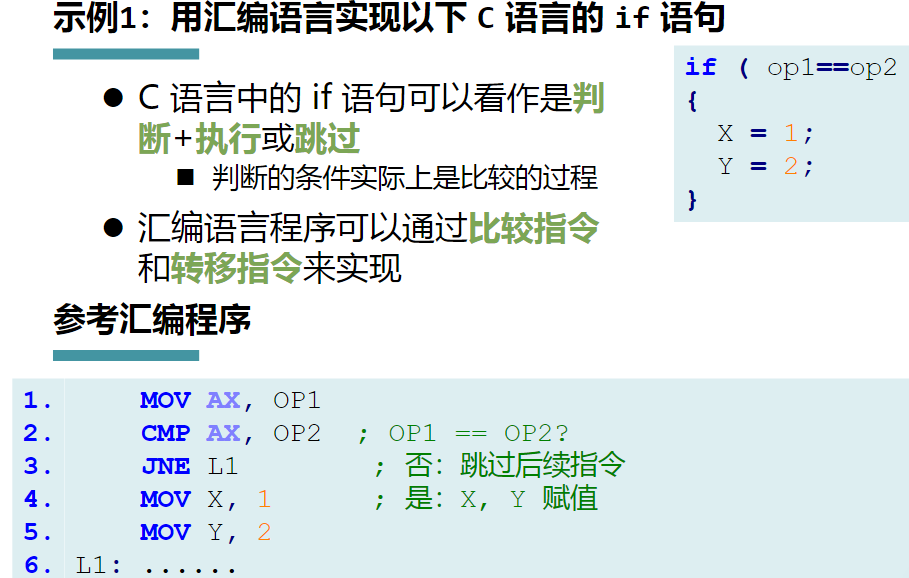 示例1：用汇编语言实现以下 C 语言的 if 语句
● C 语言中的 if 语句可以看作是判
断+执行或跳过
■ 判断的条件实际上是比较的过程
● 汇编语言程序可以通过比较指令
和转移指令来实现
if ( op1==op2
{
X = 1;
Y = 2;
}
参考汇编程序
1. MOV AX, OP1
2. CMP AX, OP2 ; OP1 == OP2?
3. JNE L1 ; 否：跳过后续指令
4. MOV X, 1 ; 是：X, Y 赋值
5. MOV Y, 2
6. L1: ......